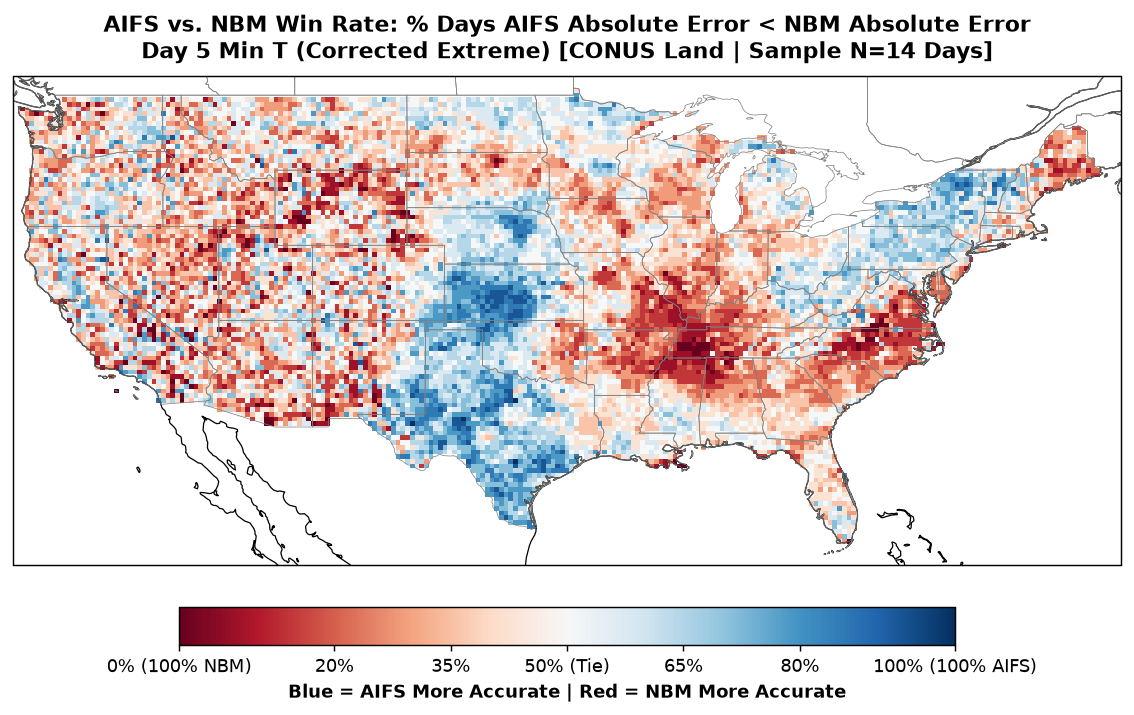 AIFS vs. NBM Win Rate: % Days AIFS Absolute Error < NBM Absolute Error
Day 5 Min T (Corrected Extreme) [CONUS Land | Sample N=14 Days]
0% (100% NBM) 20% 35% 50% (Tie) 65% 80% 100% (100% AIFS)
Blue = AIFS More Accurate | Red = NBM More Accurate